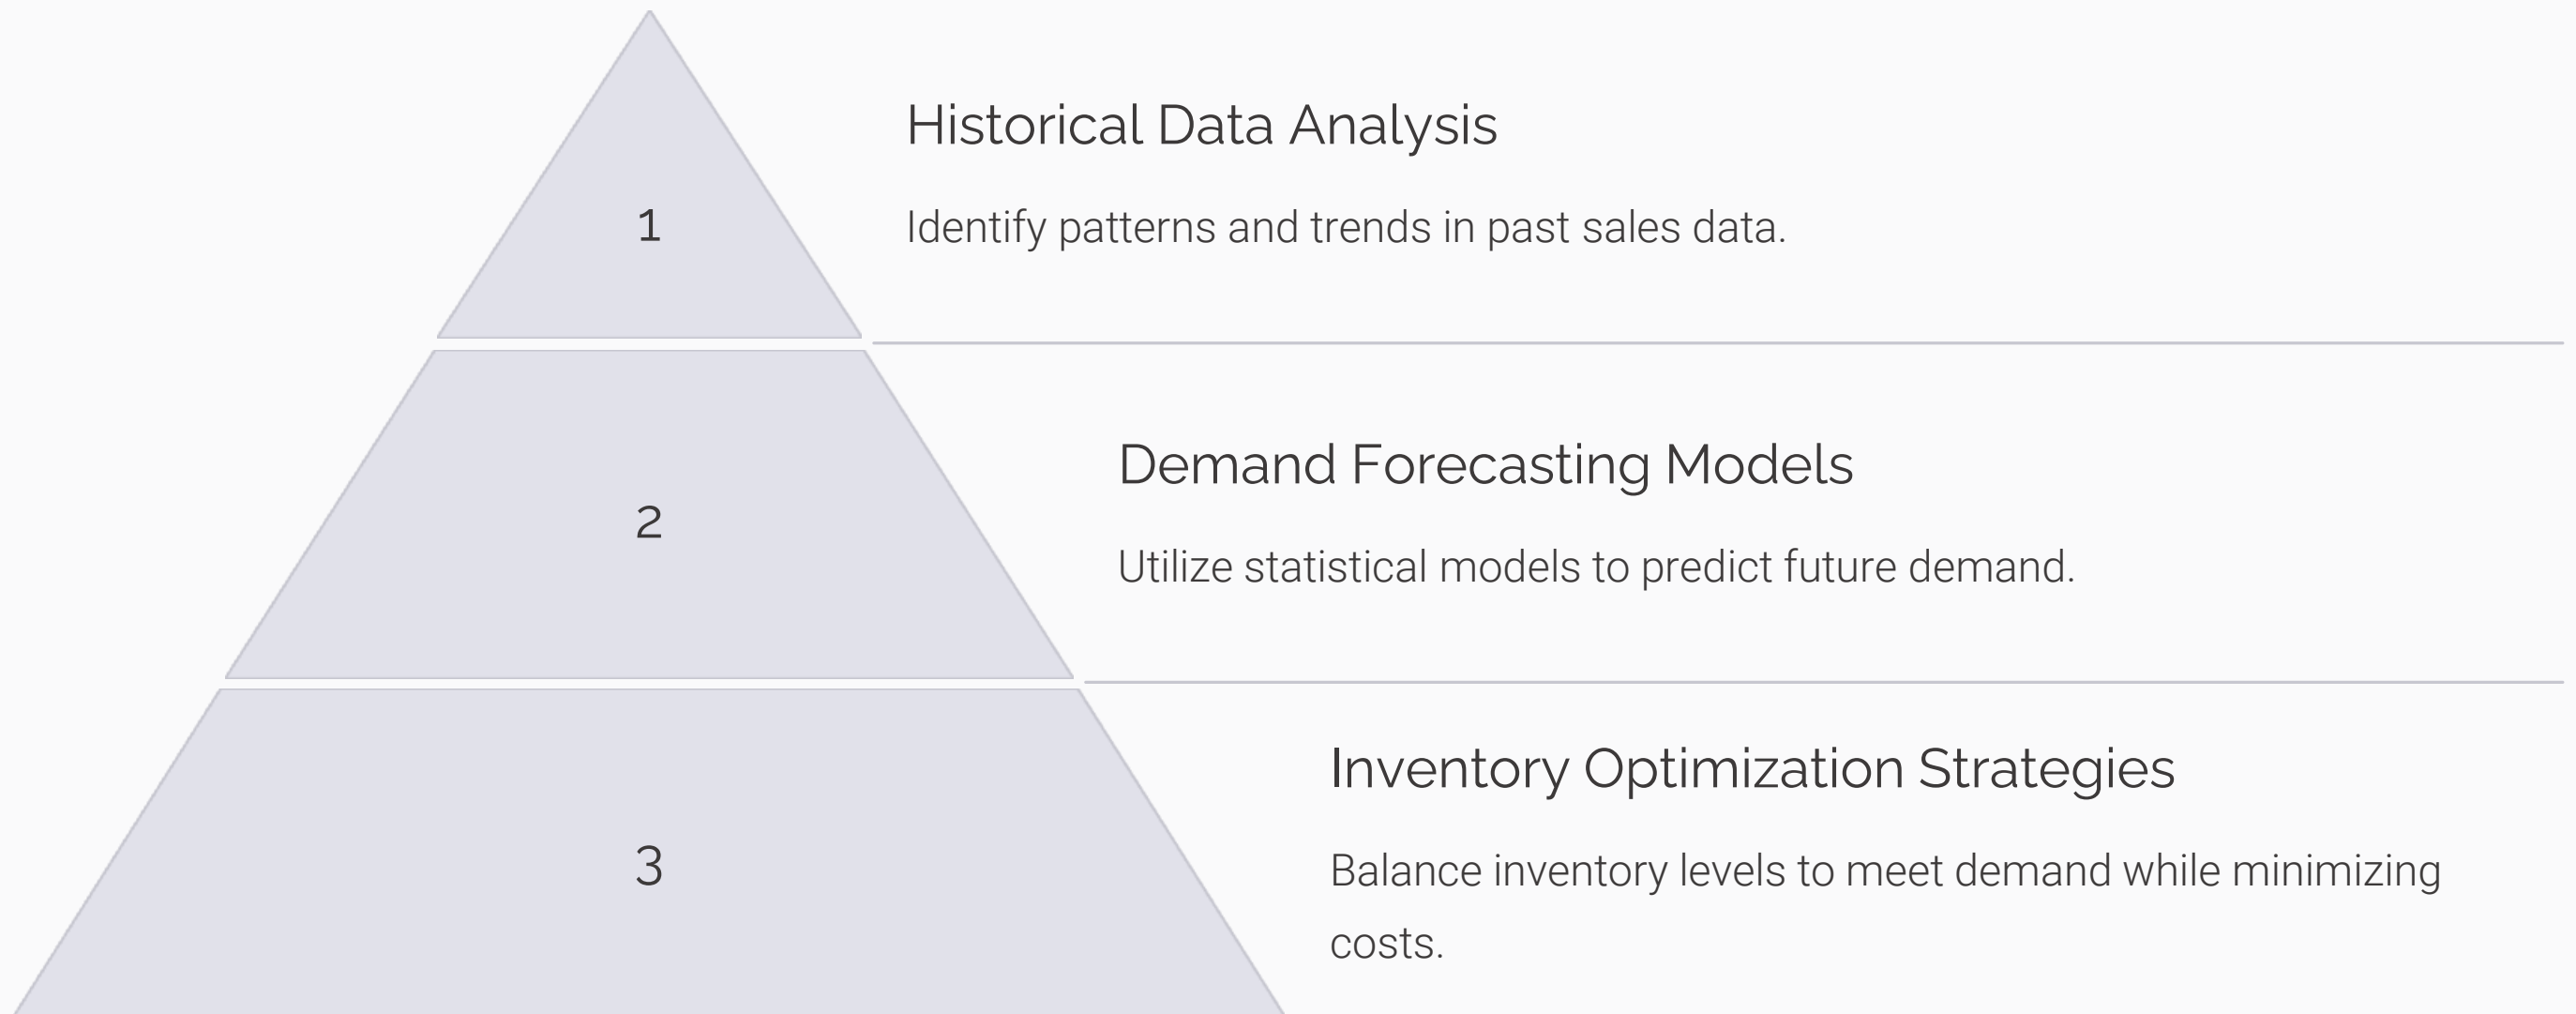 Historical Data Analysis
1
Identify patterns and trends in past sales data.
Demand Forecasting Models
2
Utilize statistical models to predict future demand.
Inventory Optimization Strategies
3
Balance inventory levels to meet demand while minimizing
costs.